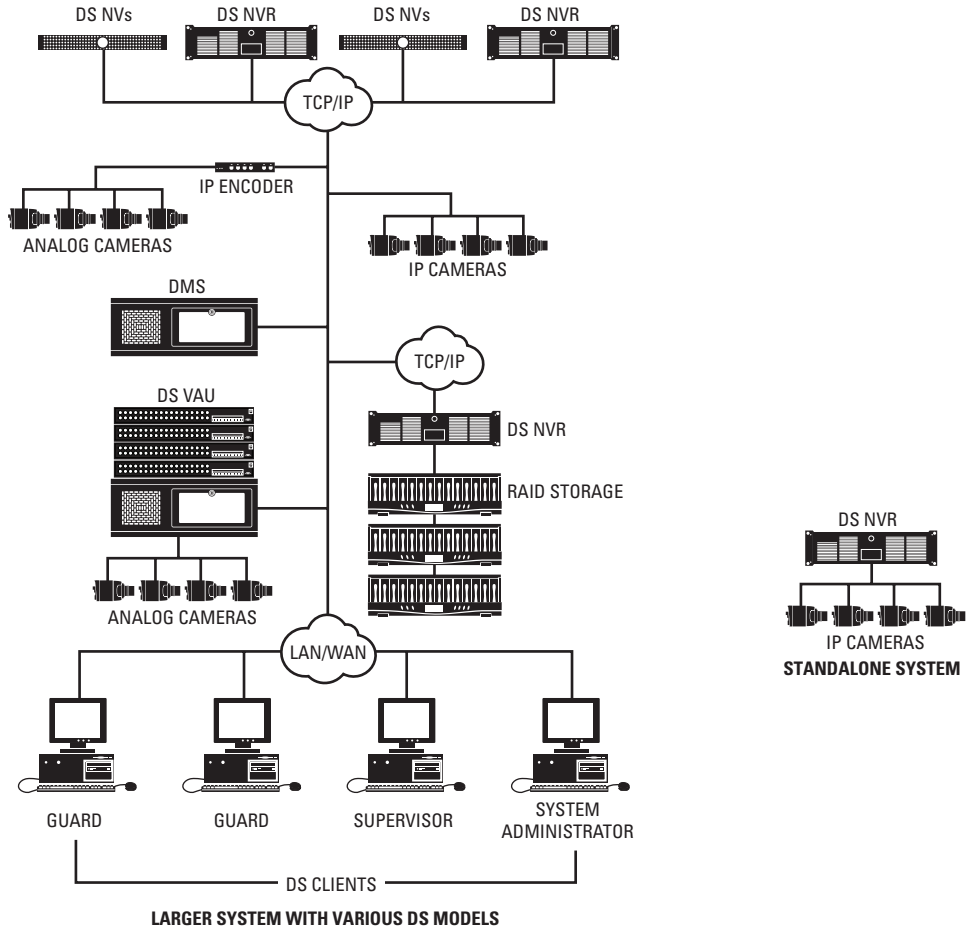 DS NVs
DS NVR
DS NVs
DS NVR
TCP/IP
IP ENCODER
ANALOG CAMERAS
IP CAMERAS
DMS
TCP/IP
DS VAU
DS NVR
RAID STORAGE
ANALOG CAMERAS
LAN/WAN
GUARD
GUARD
SUPERVISOR
SYSTEM
ADMINISTRATOR
DS CLIENTS
LARGER SYSTEM WITH VARIOUS DS MODELS
DS NVR
IP CAMERAS
STANDALONE SYSTEM